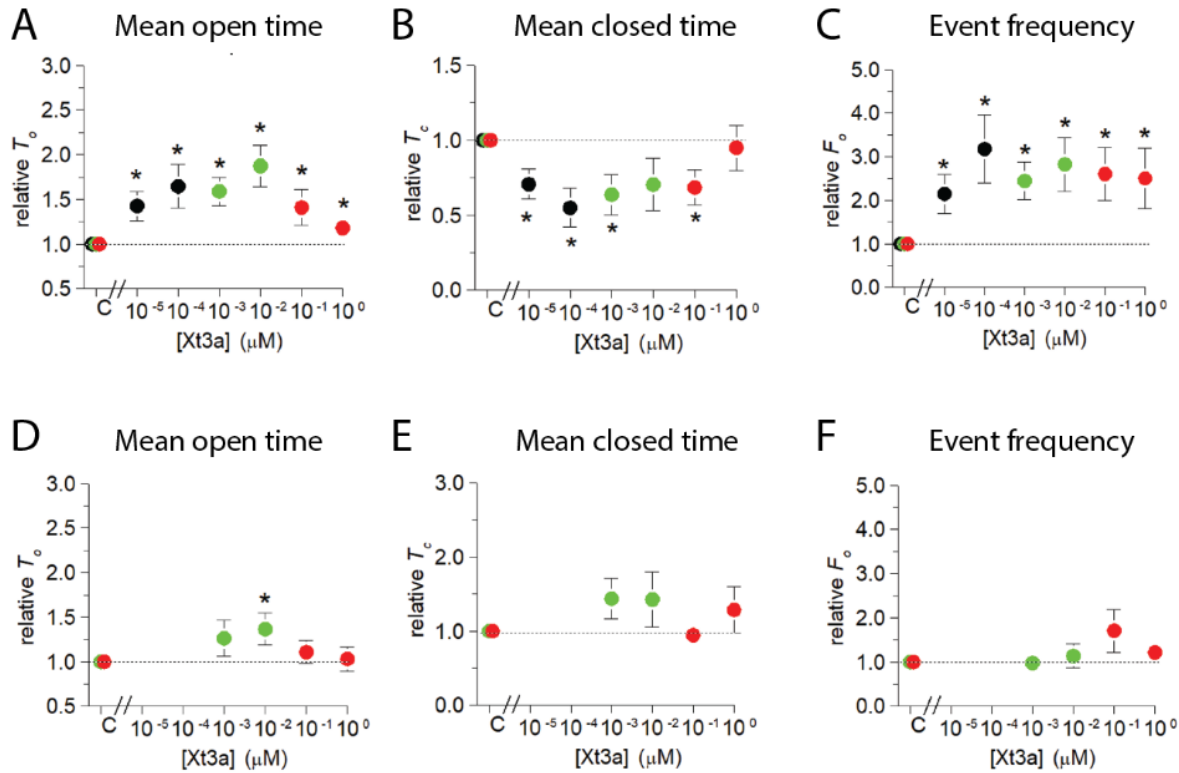 A Mean open time
B Mean closed time
C Event frequency
relative T_o
3.0
2.5
2.0
1.5
1.0
0.5
* * * * * *
C 10^-5 10^-4 10^-3 10^-2 10^-1 10^0
[Xt3a] (μM)
relative T_c
1.5
1.0
0.5
0.0
* * * *
C 10^-5 10^-4 10^-3 10^-2 10^-1 10^0
[Xt3a] (μM)
relative F_o
5.0
4.0
3.0
2.0
1.0
0.0
* * * * * *
C 10^-5 10^-4 10^-3 10^-2 10^-1 10^0
[Xt3a] (μM)
D Mean open time
E Mean closed time
F Event frequency
relative T_o
3.0
2.5
2.0
1.5
1.0
0.5
*
C 10^-5 10^-4 10^-3 10^-2 10^-1 10^0
[Xt3a] (μM)
relative T_c
3.0
2.0
1.0
0.0
C 10^-5 10^-4 10^-3 10^-2 10^-1 10^0
[Xt3a] (μM)
relative F_o
5.0
4.0
3.0
2.0
1.0
0.0
C 10^-5 10^-4 10^-3 10^-2 10^-1 10^0
[Xt3a] (μM)